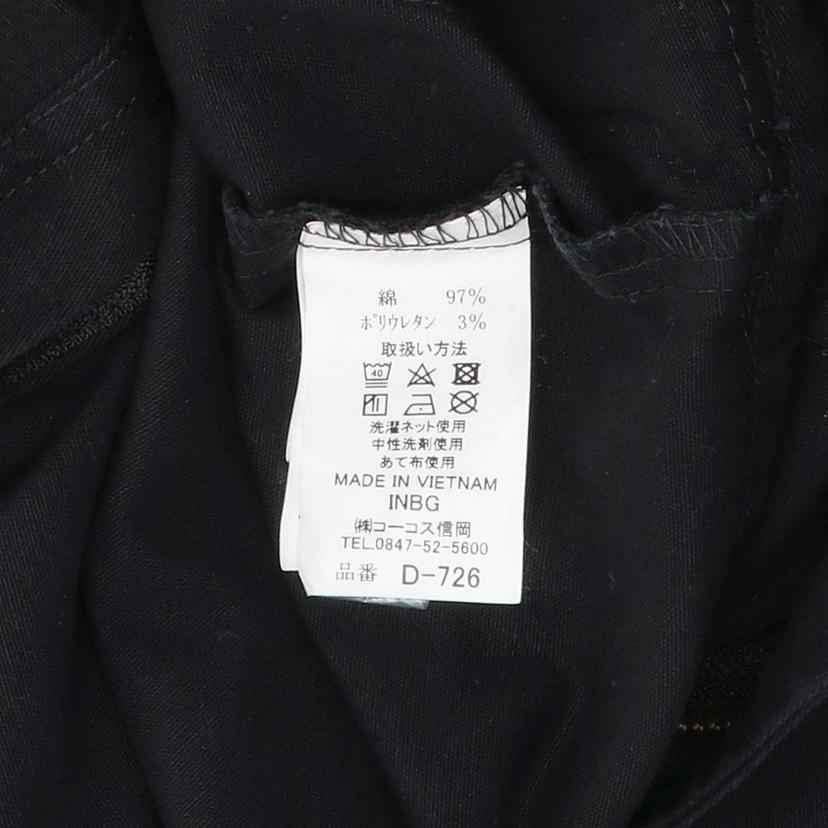 綿 97%
ポリウレタン 3%
取扱い方法
40
洗濯ネット使用
中性洗剤使用
あて布使用
MADE IN VIETNAM
INBG
㈱コーコス信岡
TEL.0847-52-5600
品番 D-726